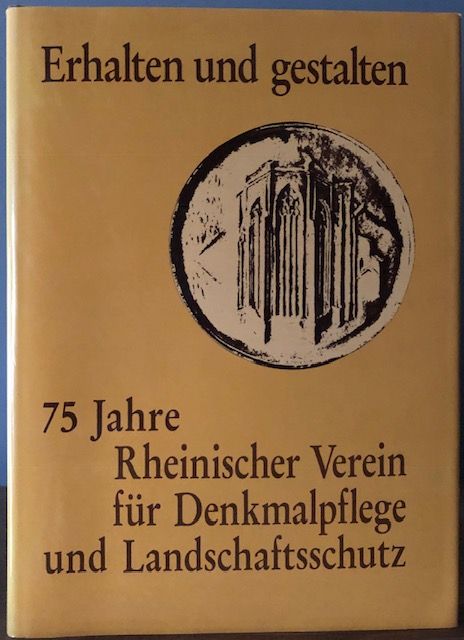 Erhalten und gestalten
75 Jahre
Rheinischer Verein
für Denkmalpflege
und Landschaftsschutz